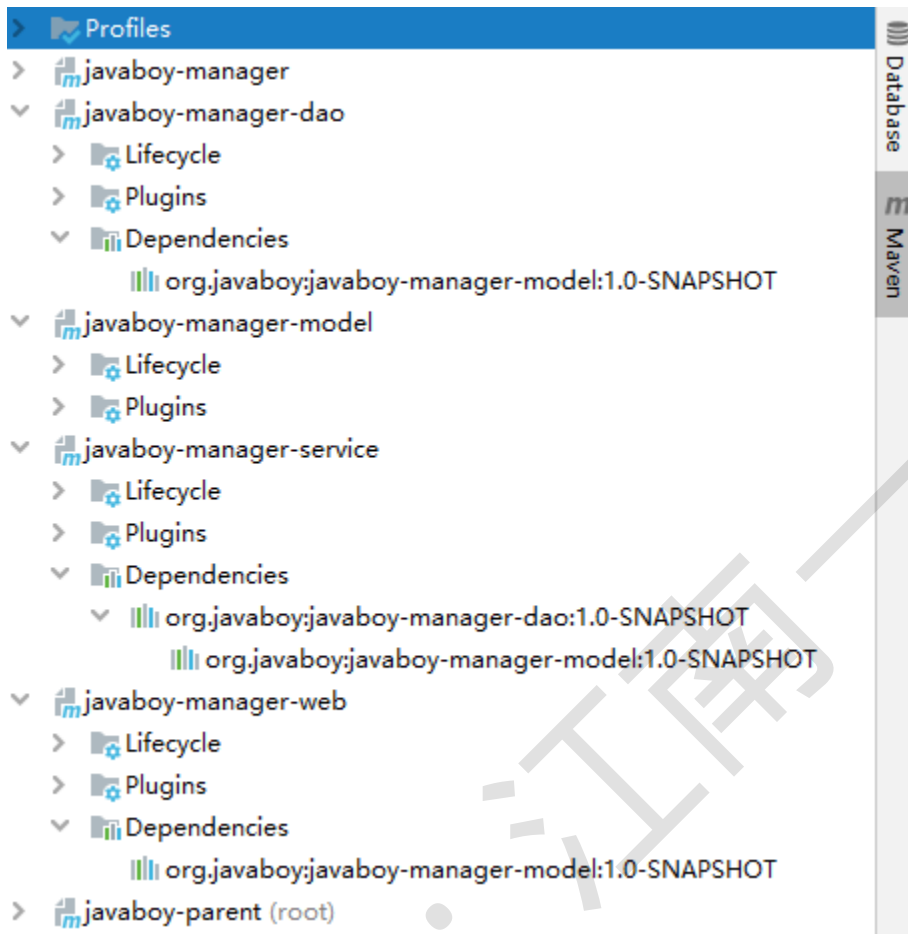 Profiles
javaboy-manager
javaboy-manager-dao
Lifecycle
Plugins
Dependencies
org.javaboy:javaboy-manager-model:1.0-SNAPSHOT
javaboy-manager-model
Lifecycle
Plugins
javaboy-manager-service
Lifecycle
Plugins
Dependencies
org.javaboy:javaboy-manager-dao:1.0-SNAPSHOT
org.javaboy:javaboy-manager-model:1.0-SNAPSHOT
javaboy-manager-web
Lifecycle
Plugins
Dependencies
org.javaboy:javaboy-manager-model:1.0-SNAPSHOT
javaboy-parent (root)
Database
m Maven
江南一